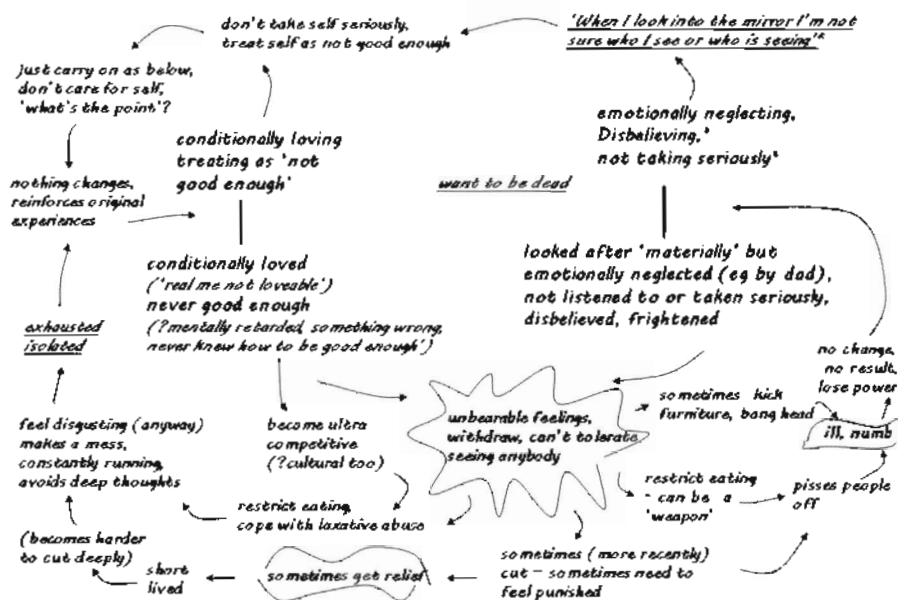 don't take self seriously,
treat self as not good enough
'When I look into the mirror I'm not
sure who I see or who is seeing'*
just carry on as below,
don't care for self,
'what's the point'?
emotionally neglecting,
Disbelieving,'
not taking seriously'
conditionally loving
treating as 'not
good enough'
nothing changes,
reinforces original
experiences
want to be dead
conditionally loved
('real me not loveable')
never good enough
(?mentally retarded, something wrong,
never knew how to be good enough')
looked after 'materially' but
emotionally neglected (eg by dad),
not listened to or taken seriously,
disbelieved, frightened
exhausted
isolated
no change,
no result,
lose power
sometimes kick
furniture, bang head
ill, numb
unbearable feelings,
withdraw, can't tolerate
seeing anybody
feel disgusting (anyway)
makes a mess,
constantly running,
avoids deep thoughts
become ultra
competitive
(?cultural too)
restrict eating
- can be a
'weapon'
pisses people
off
restrict eating,
cope with laxative abuse
(becomes harder
to cut deeply)
short
lived
sometimes get relief
sometimes (more recently)
cut – sometimes need to
feel punished